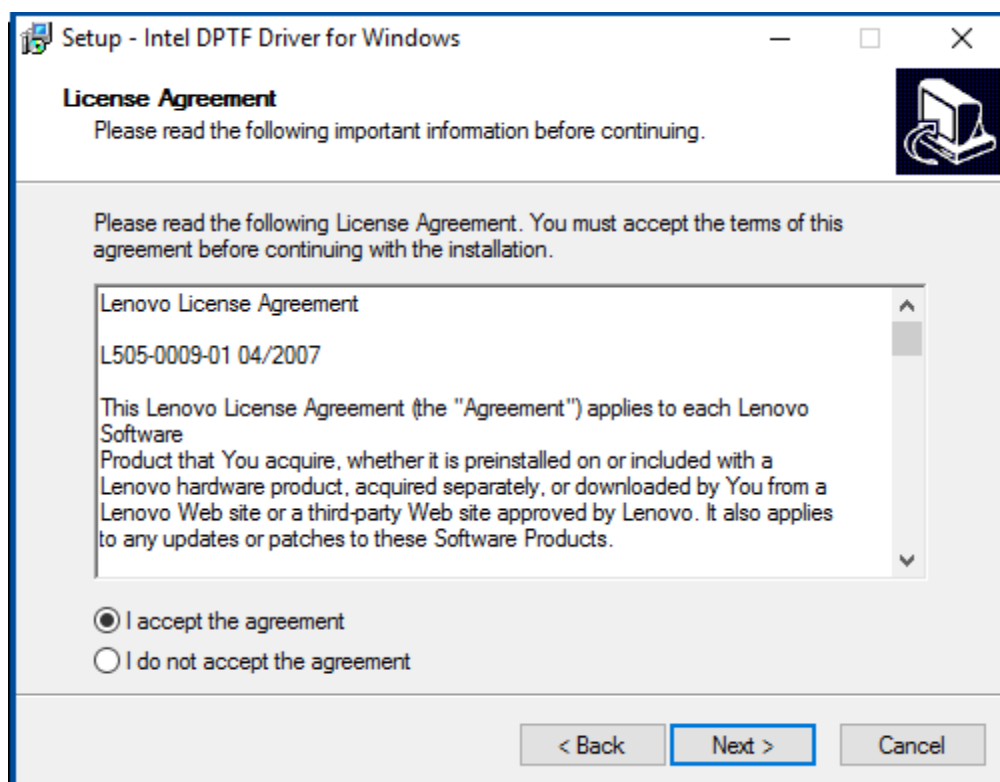 Setup - Intel DPTF Driver for Windows
License Agreement
Please read the following important information before continuing.
Please read the following License Agreement. You must accept the terms of this
agreement before continuing with the installation.
Lenovo License Agreement
L505-0009-01 04/2007
This Lenovo License Agreement (the "Agreement") applies to each Lenovo
Software
Product that You acquire, whether it is preinstalled on or included with a
Lenovo hardware product, acquired separately, or downloaded by You from a
Lenovo Web site or a third-party Web site approved by Lenovo. It also applies
to any updates or patches to these Software Products.
I accept the agreement
I do not accept the agreement
< Back
Next >
Cancel